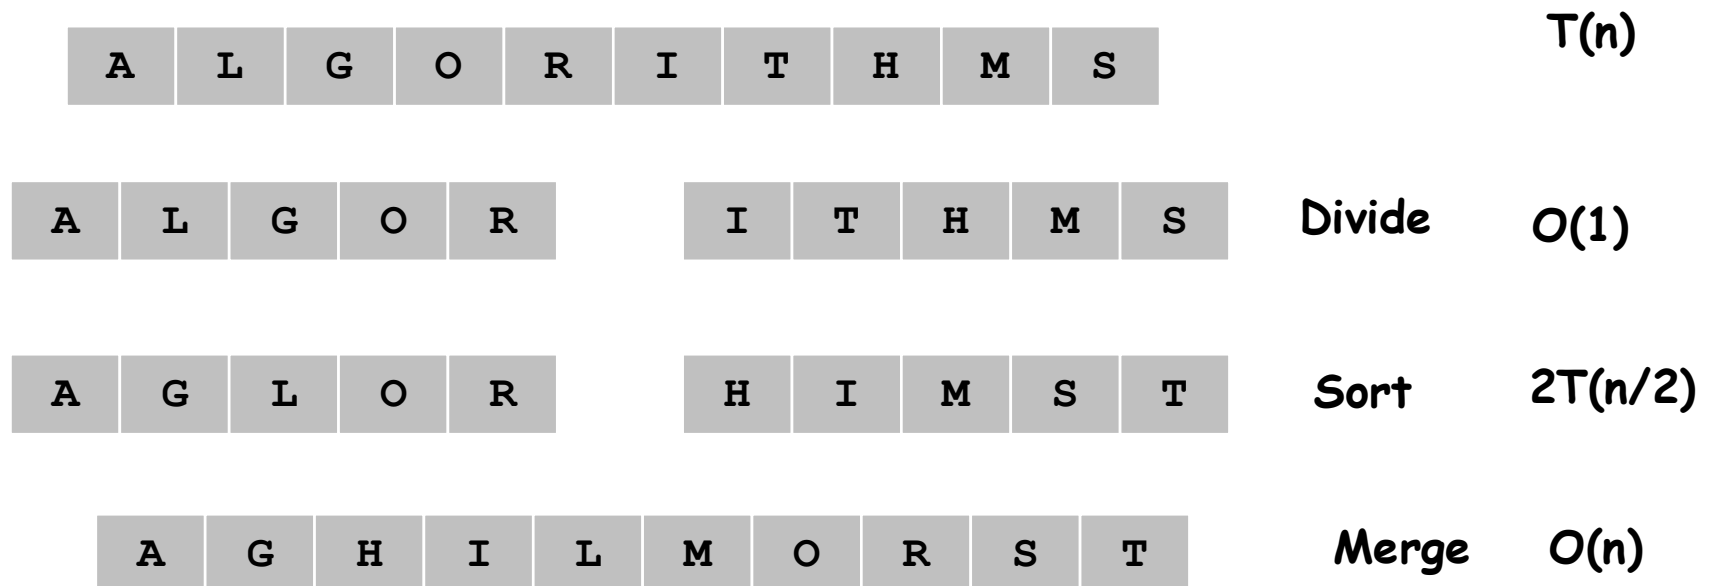 A L G O R I T H M S T(n)
A L G O R I T H M S Divide O(1)
A G L O R H I M S T Sort 2T(n/2)
A G H I L M O R S T Merge O(n)